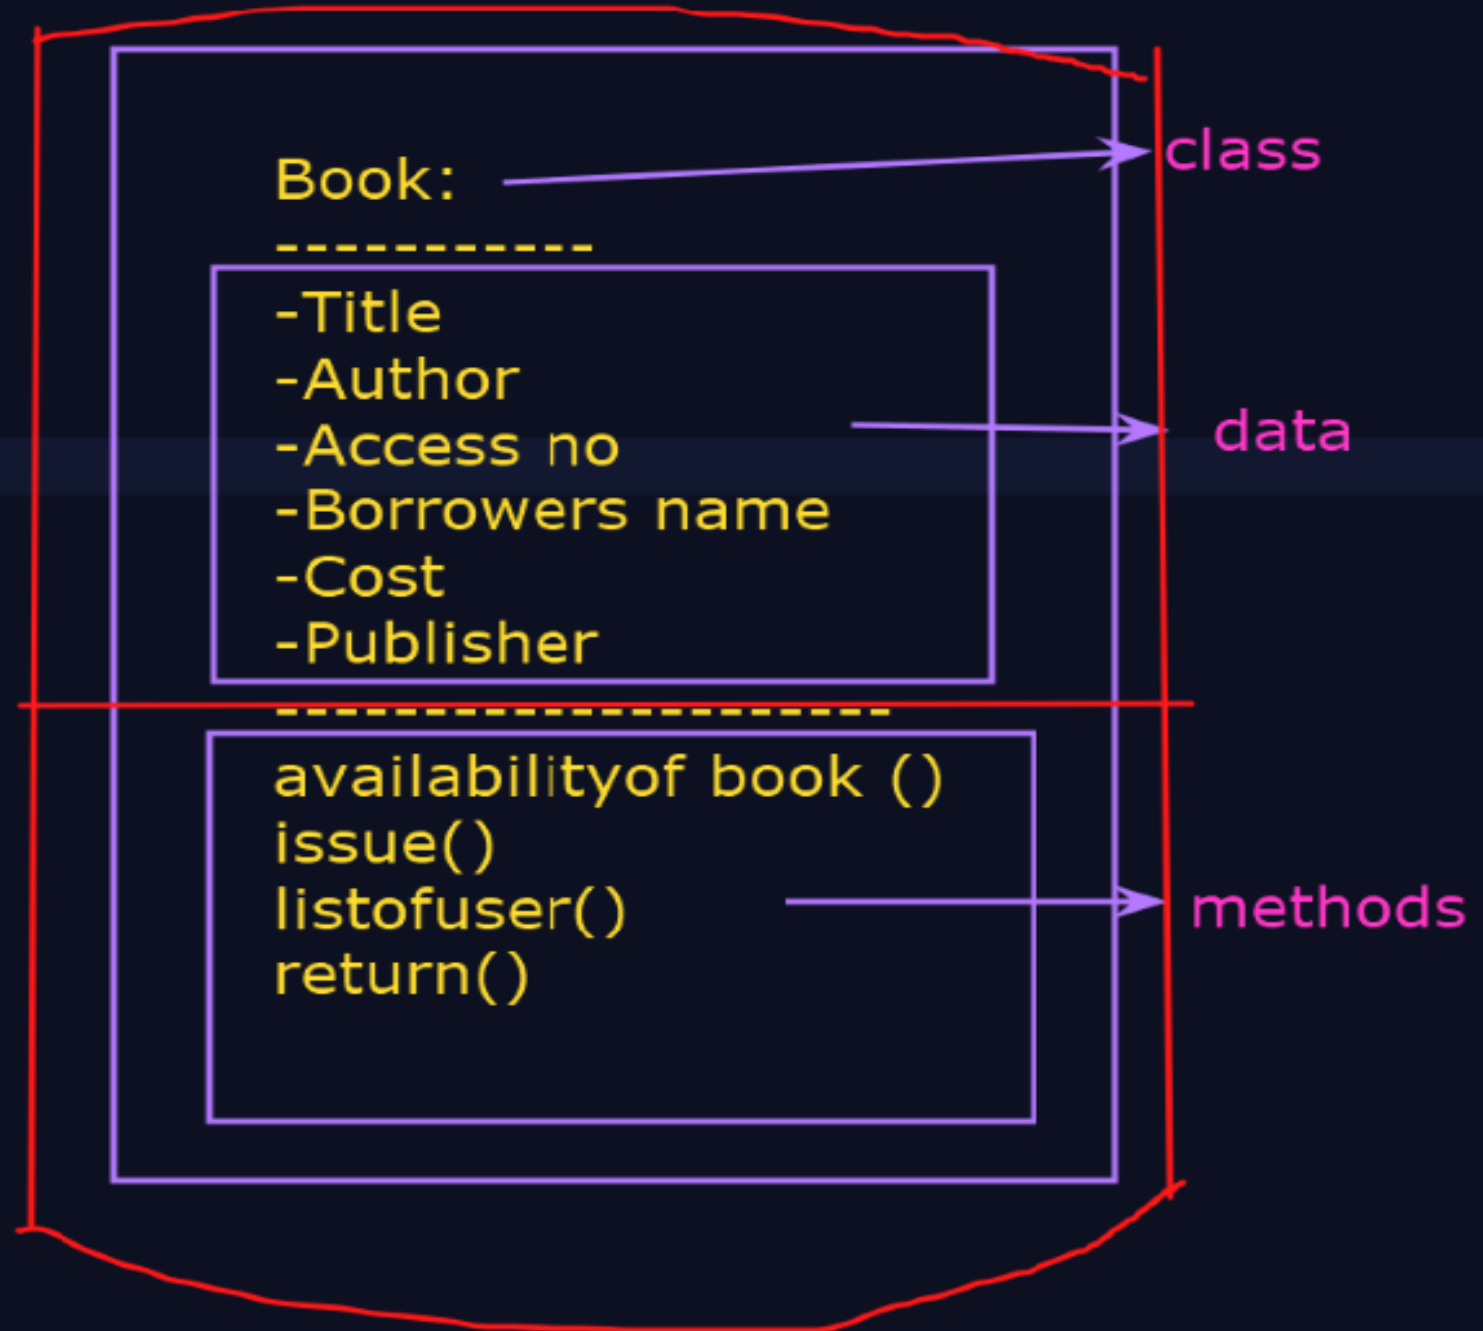 Book:
class
-----------
-Title
-Author
-Access no
data
-Borrowers name
-Cost
-Publisher
---------------------
availabilityof book ()
issue()
listofuser()
methods
return()